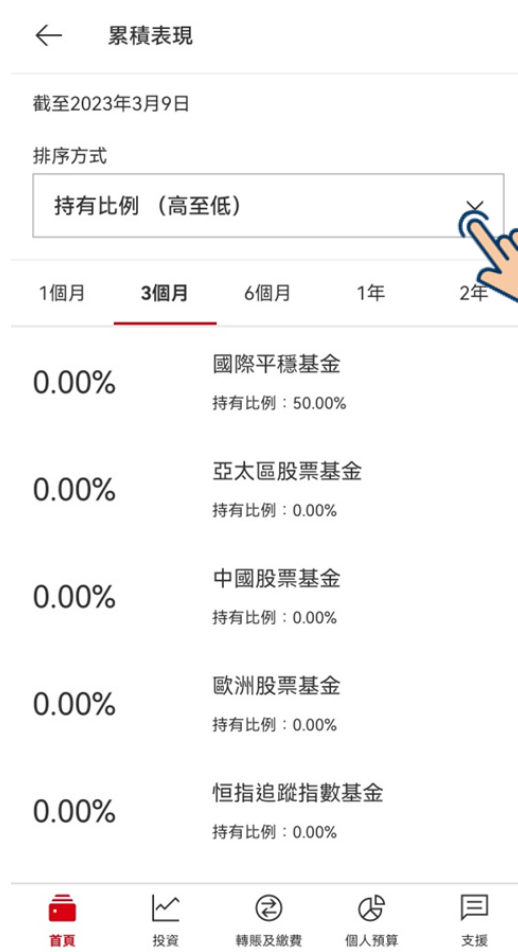 累積表現
截至2023年3月9日
排序方式
持有比例 （高至低）
1個月 3個月 6個月 1年 2年
0.00% 國際平穩基金
持有比例：50.00%
0.00% 亞太區股票基金
持有比例：0.00%
0.00% 中國股票基金
持有比例：0.00%
0.00% 歐洲股票基金
持有比例：0.00%
0.00% 恒指追蹤指數基金
持有比例：0.00%
首頁 投資 轉賬及繳費 個人預算 支援